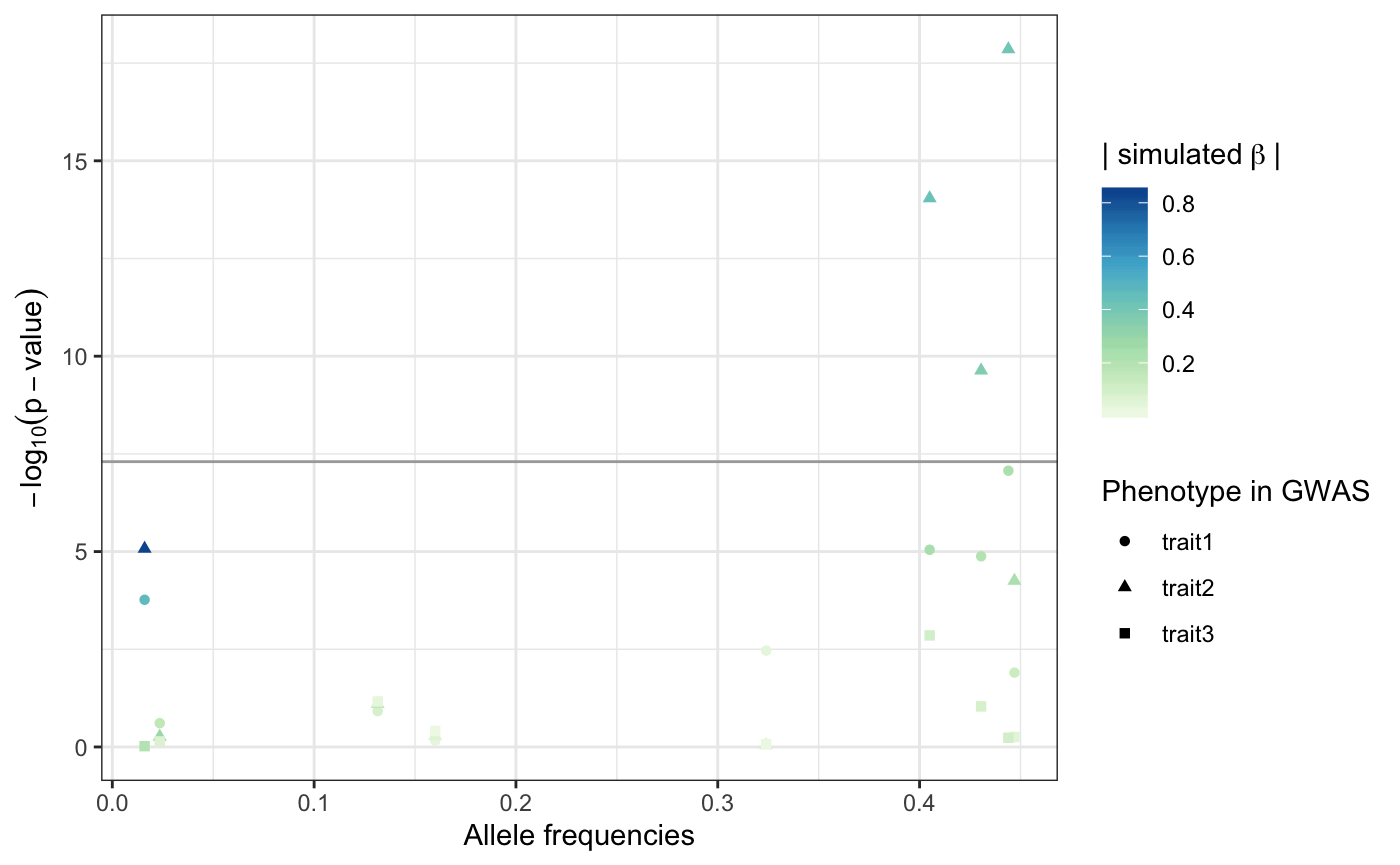 −log10(p − value)
15
10
5
0
0.0 0.1 0.2 0.3 0.4
Allele frequencies
| simulated β |
0.8
0.6
0.4
0.2
Phenotype in GWAS
trait1
trait2
trait3